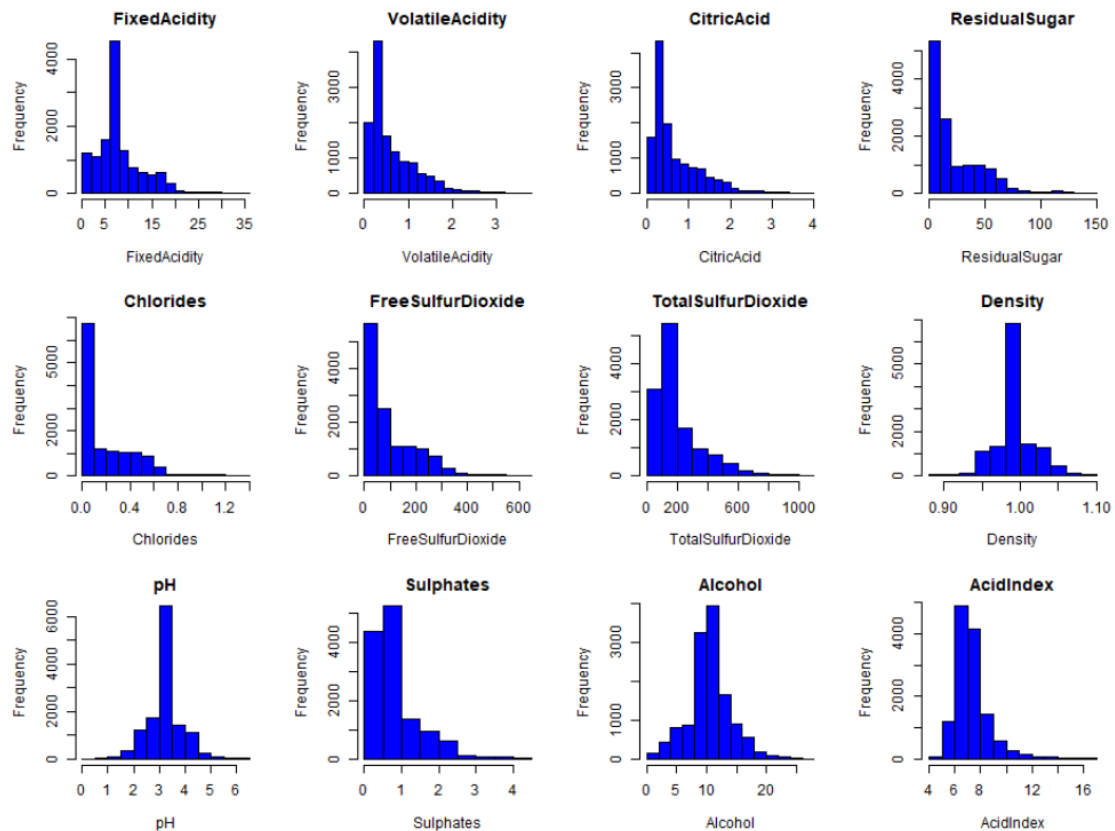 FixedAcidity VolatileAcidity CitricAcid ResidualSugar
Frequency Frequency Frequency Frequency
0 2000 4000 0 2000 4000 0 2000 4000 0 2000 4000
0 5 15 25 35 0 1 2 3 0 1 2 3 4 0 50 100 150
FixedAcidity VolatileAcidity CitricAcid ResidualSugar
Chlorides FreeSulfurDioxide TotalSulfurDioxide Density
Frequency Frequency Frequency Frequency
0 2000 5000 0 2000 4000 0 2000 4000 0 2000 5000
0.0 0.4 0.8 1.2 0 200 400 600 0 200 600 1000 0.90 1.00 1.10
Chlorides FreeSulfurDioxide TotalSulfurDioxide Density
pH Sulphates Alcohol AcidIndex
Frequency Frequency Frequency Frequency
0 2000 4000 6000 0 2000 4000 0 1000 3000 0 2000 4000
0 1 2 3 4 5 6 0 1 2 3 4 0 5 10 20 4 6 8 12 16
pH Sulphates Alcohol AcidIndex